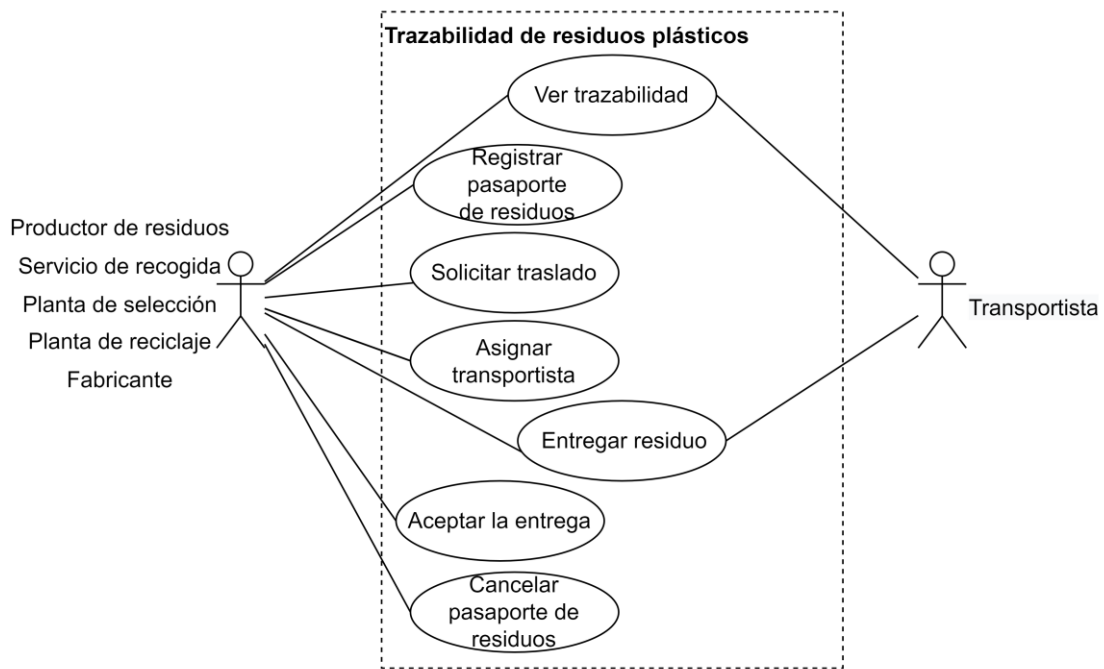 Trazabilidad de residuos plásticos
Ver trazabilidad
Registrar
pasaporte
de residuos
Productor de residuos
Servicio de recogida
Planta de selección
Planta de reciclaje
Fabricante
Solicitar traslado
Transportista
Asignar
transportista
Entregar residuo
Aceptar la entrega
Cancelar
pasaporte de
residuos